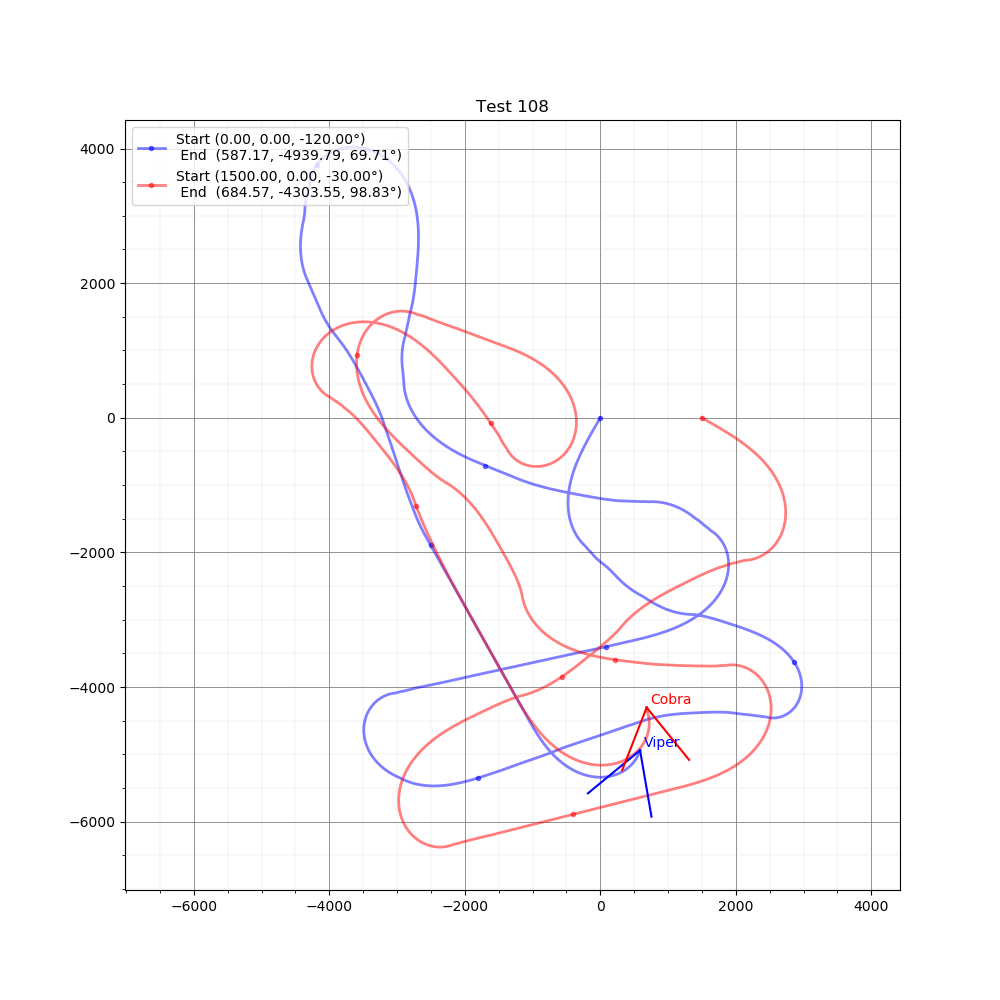 Test 108
Start (0.00, 0.00, -120.00°)
End (587.17, -4939.79, 69.71°)
Start (1500.00, 0.00, -30.00°)
End (684.57, -4303.55, 98.83°)
4000
2000
0
−2000
−4000
−6000
Cobra
Viper
−6000 −4000 −2000 0 2000 4000